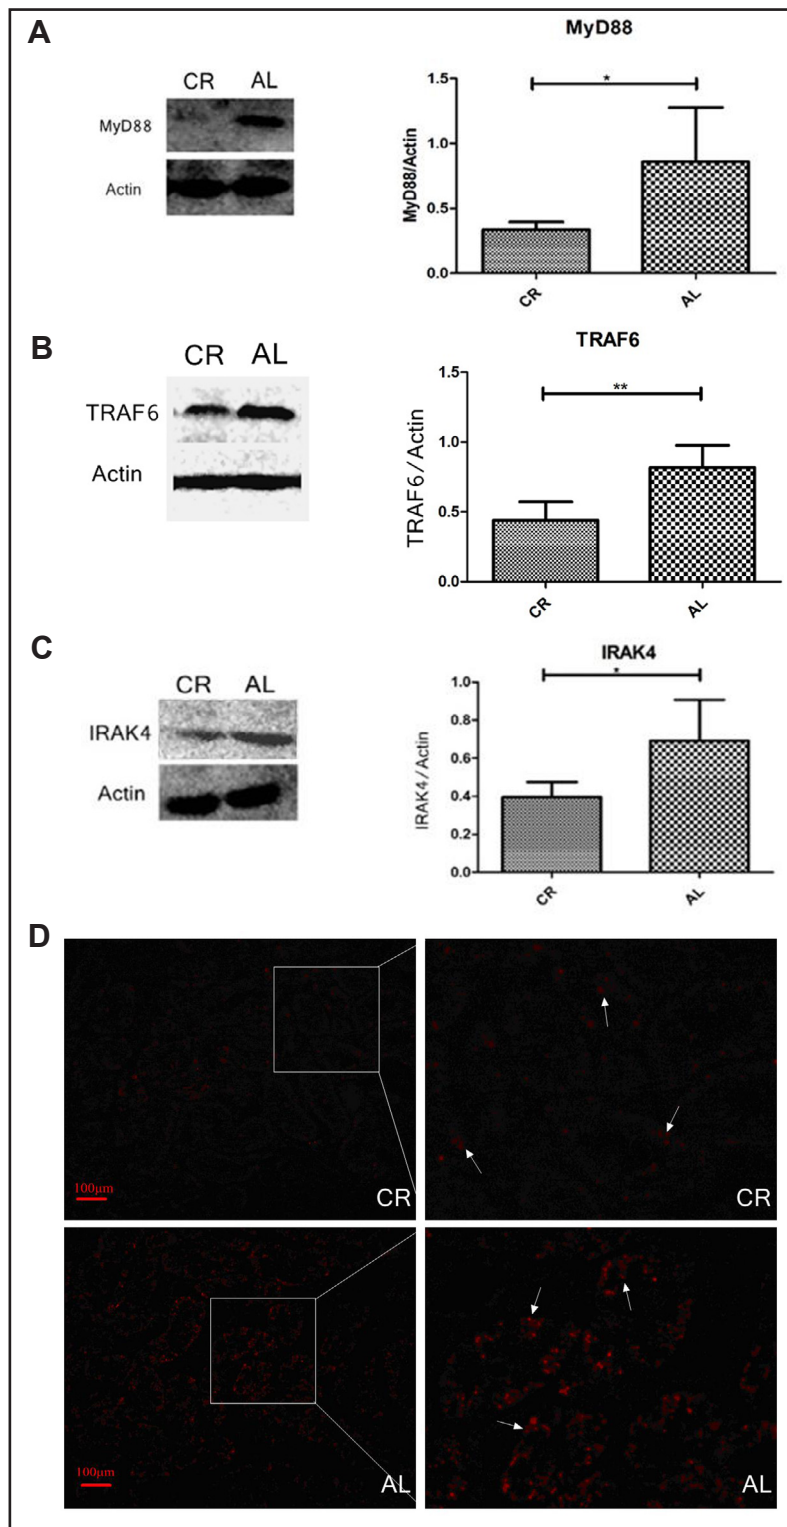 A
CR AL
MyD88
Actin
MyD88
*
MyD88/Actin
1.5
1.0
0.5
0.0
CR
AL
B
CR AL
TRAF6
Actin
TRAF6
**
TRAF6/Actin
1.5
1.0
0.5
0.0
CR
AL
C
CR AL
IRAK4
Actin
IRAK4
*
IRAK4/Actin
1.0
0.8
0.6
0.4
0.2
0.0
CR
AL
D
100μm
CR
CR
100μm
AL
AL